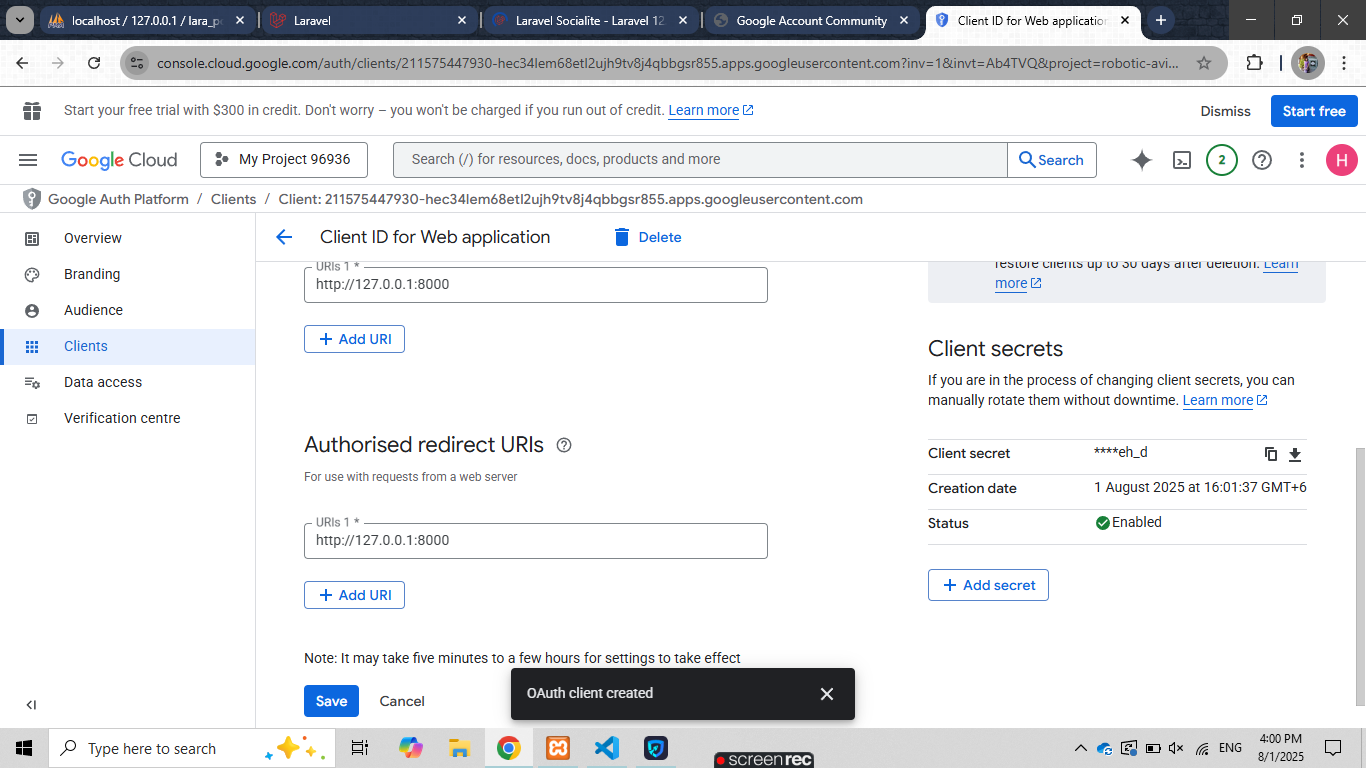 localhost / 127.0.0.1 / lara_p
Laravel
Laravel Socialite - Laravel 12.
Google Account Community
Client ID for Web application
console.cloud.google.com/auth/clients/211575447930-hec34lem68etl2ujh9tv8j4qbbgsr855.apps.googleusercontent.com?inv=1&invt=Ab4TVQ&project=robotic-avi...
Start your free trial with $300 in credit. Don't worry – you won't be charged if you run out of credit. Learn more
Dismiss
Start free
Google Cloud
My Project 96936
Search (/) for resources, docs, products and more
Search
2
H
Google Auth Platform / Clients / Client: 211575447930-hec34lem68etl2ujh9tv8j4qbbgsr855.apps.googleusercontent.com
Overview
Branding
Audience
Clients
Data access
Verification centre
Client ID for Web application
Delete
URIs 1 *
http://127.0.0.1:8000
Add URI
Authorised redirect URIs
For use with requests from a web server
URIs 1 *
http://127.0.0.1:8000
Add URI
Note: It may take five minutes to a few hours for settings to take effect
Save
Cancel
OAuth client created
restore clients up to 30 days after deletion. Learn
more
Client secrets
If you are in the process of changing client secrets, you can
manually rotate them without downtime. Learn more
Client secret
****eh_d
Creation date
1 August 2025 at 16:01:37 GMT+6
Status
Enabled
Add secret
Type here to search
screenrec
ENG
4:00 PM
8/1/2025